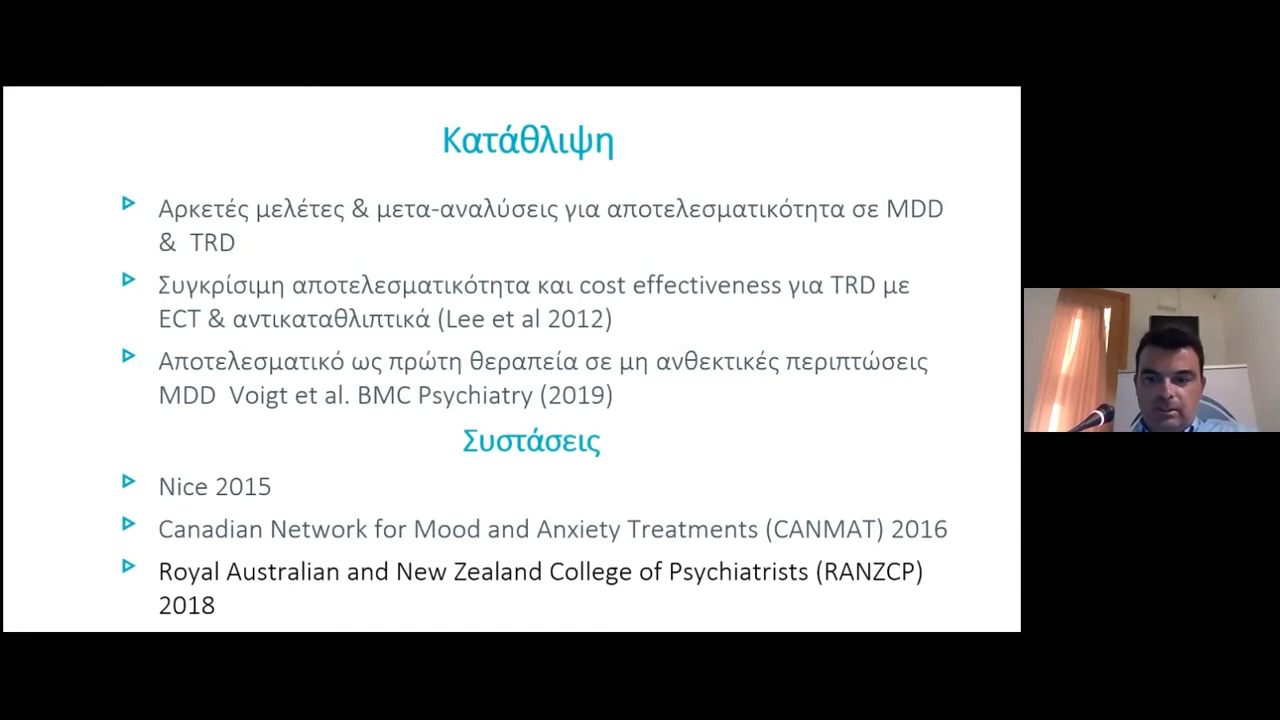 Κατάθλιψη
Αρκετές μελέτες & μετα-αναλύσεις για αποτελεσματικότητα σε MDD
& TRD
Συγκρίσιμη αποτελεσματικότητα και cost effectiveness για TRD με
ECT & αντικαταθλιπτικά (Lee et al 2012)
Αποτελεσματικό ως πρώτη θεραπεία σε μη ανθεκτικές περιπτώσεις
MDD Voigt et al. BMC Psychiatry (2019)
Συστάσεις
Nice 2015
Canadian Network for Mood and Anxiety Treatments (CANMAT) 2016
Royal Australian and New Zealand College of Psychiatrists (RANZCP)
2018